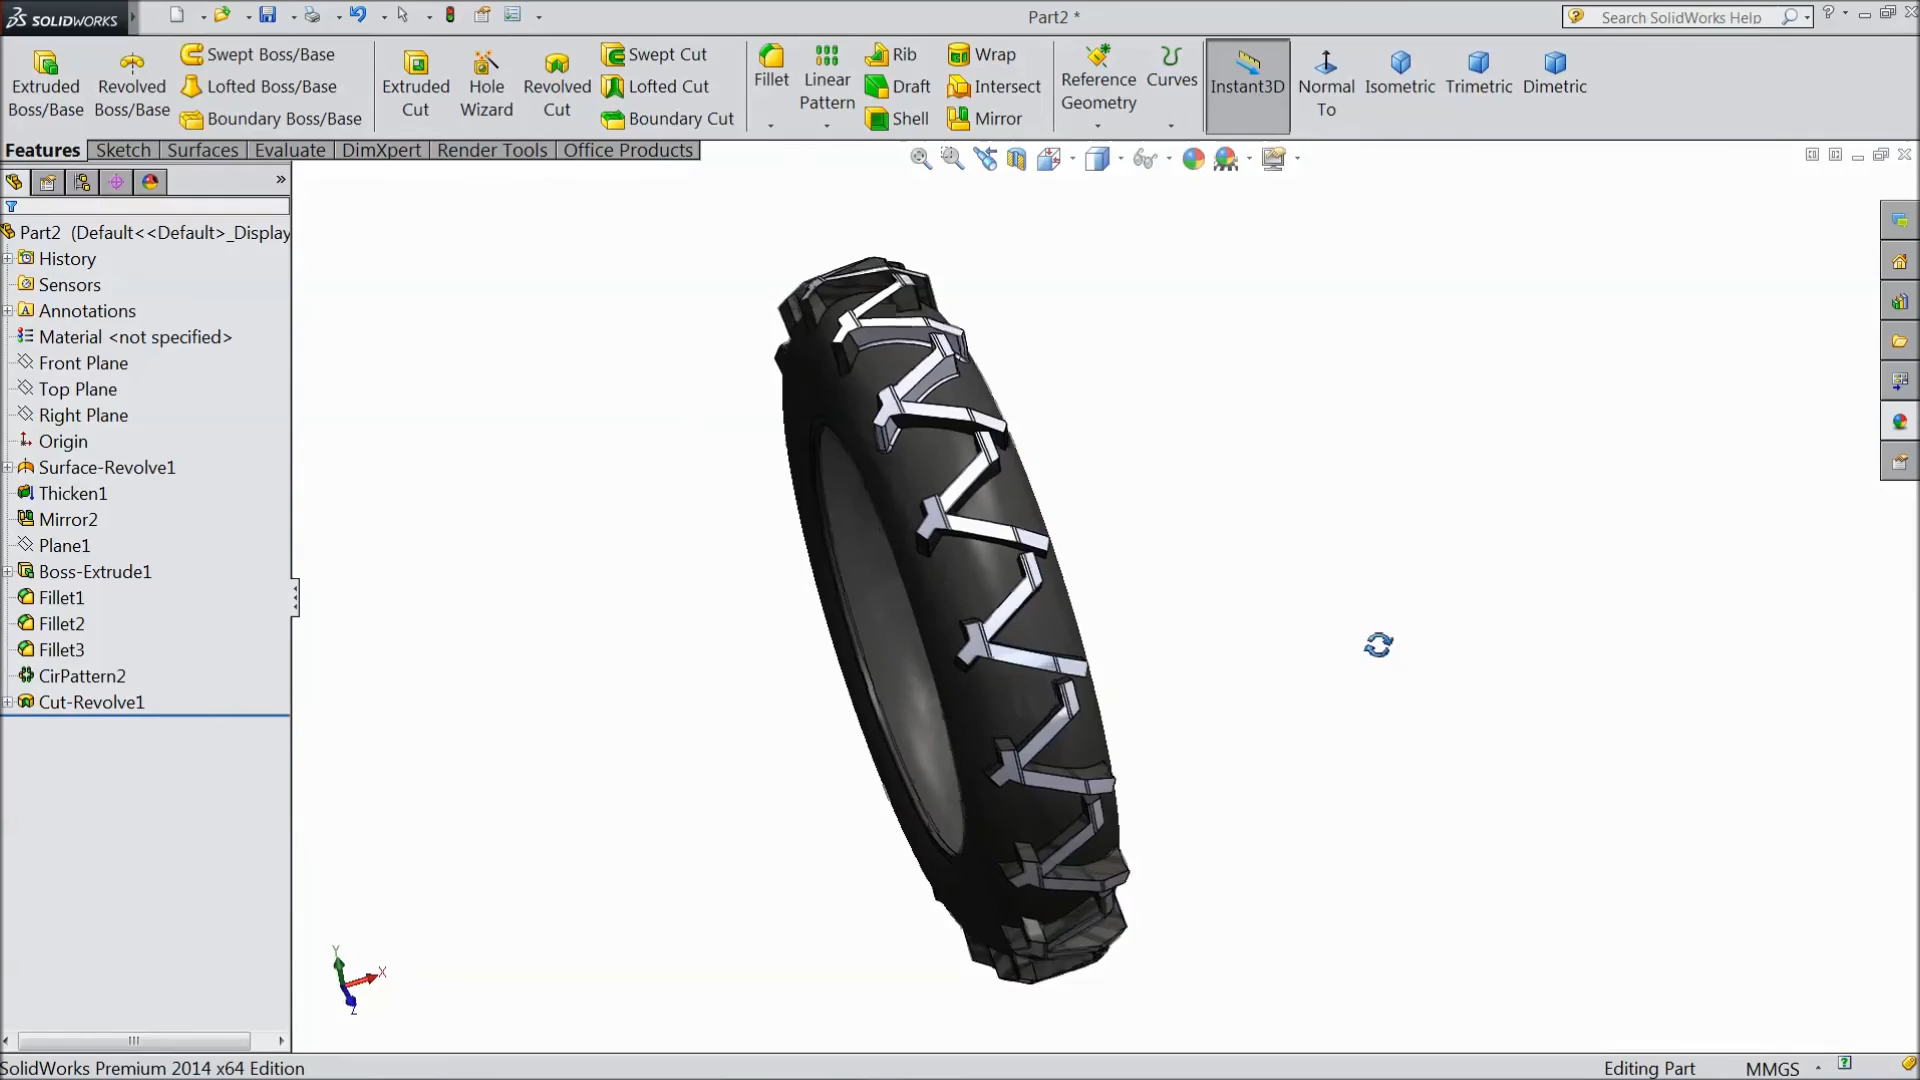 SOLIDWORKS
Part2 *
Search SolidWorks Help
Extruded Boss/Base
Revolved Boss/Base
Swept Boss/Base
Lofted Boss/Base
Boundary Boss/Base
Extruded Cut
Hole Wizard
Revolved Cut
Swept Cut
Lofted Cut
Boundary Cut
Fillet
Linear Pattern
Rib
Draft
Shell
Wrap
Intersect
Mirror
Reference Geometry
Curves
Instant3D
Normal To
Isometric
Trimetric
Dimetric
Features
Sketch
Surfaces
Evaluate
DimXpert
Render Tools
Office Products
Part2 (Default<<Default>_Display
History
Sensors
Annotations
Material <not specified>
Front Plane
Top Plane
Right Plane
Origin
Surface-Revolve1
Thicken1
Mirror2
Plane1
Boss-Extrude1
Fillet1
Fillet2
Fillet3
CirPattern2
Cut-Revolve1
Y
X
Z
SolidWorks Premium 2014 x64 Edition
Editing Part
MMGS